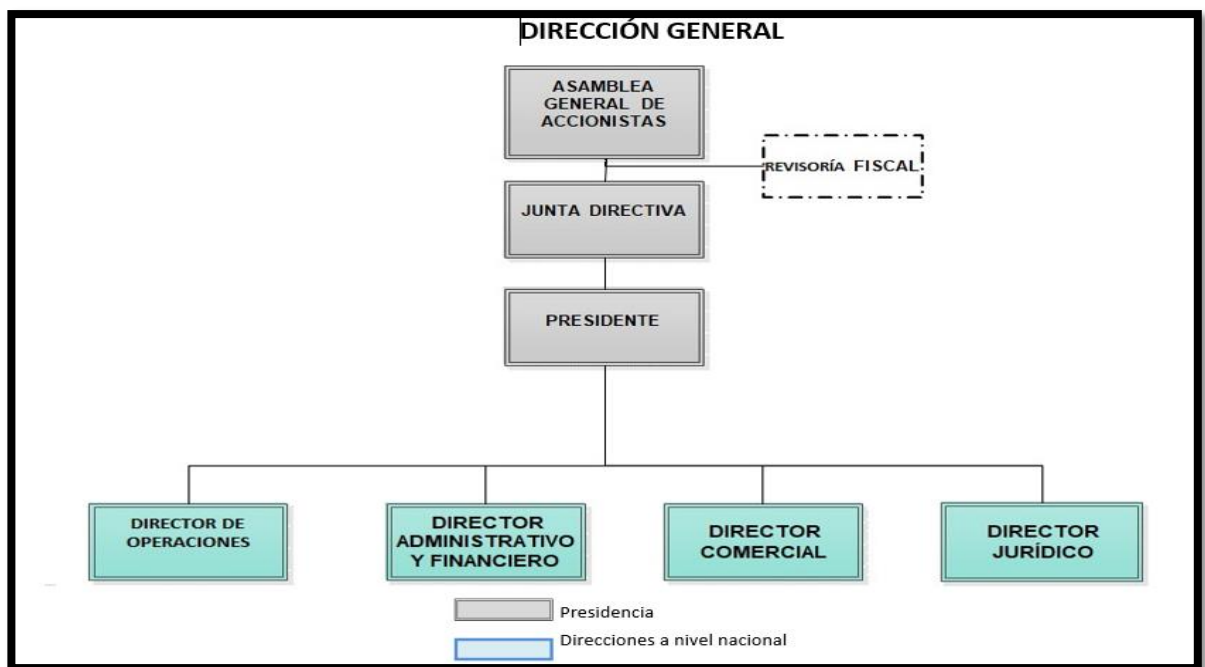 DIRECCIÓN GENERAL
ASAMBLEA
GENERAL DE
ACCIONISTAS
REVISORÍA FISCAL
JUNTA DIRECTIVA
PRESIDENTE
DIRECTOR DE
OPERACIONES
DIRECTOR
ADMINISTRATIVO
Y FINANCIERO
DIRECTOR
COMERCIAL
DIRECTOR
JURÍDICO
Presidencia
Direcciones a nivel nacional